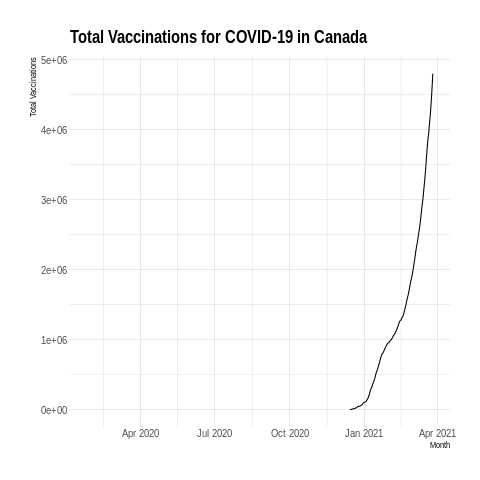 Total Vaccinations for COVID-19 in Canada
Total Vaccinations
5e+06
4e+06
3e+06
2e+06
1e+06
0e+00
Apr 2020 Jul 2020 Oct 2020 Jan 2021 Apr 2021
Month